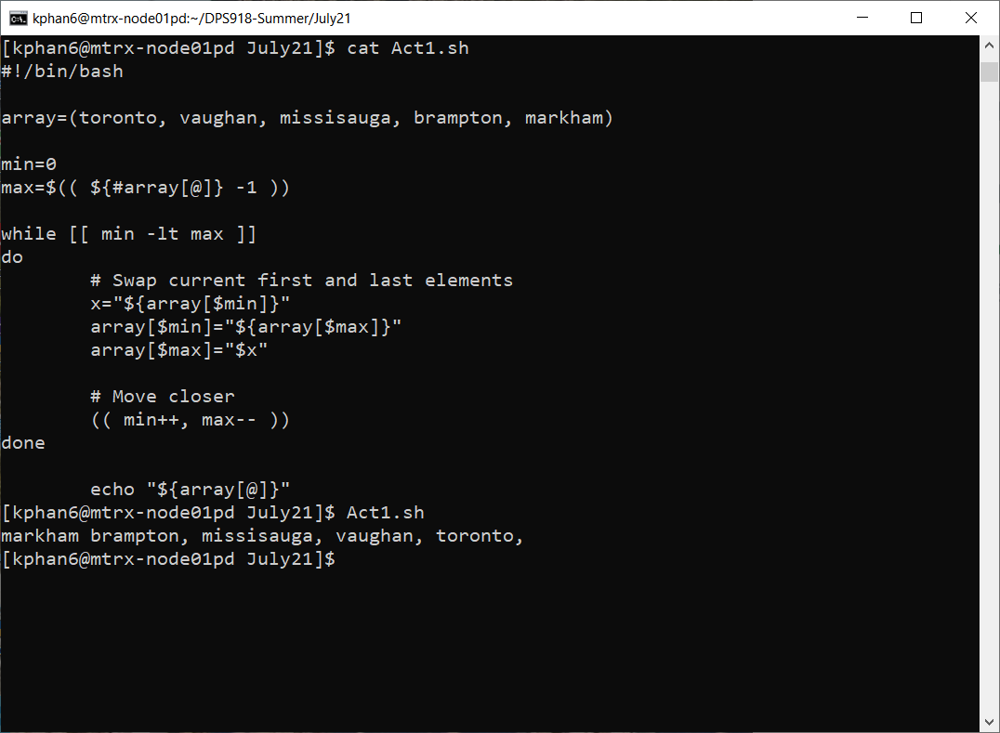 kphan6@mtrx-node01pd:~/DPS918-Summer/July21
[kphan6@mtrx-node01pd July21]$ cat Act1.sh
#!/bin/bash
array=(toronto, vaughan, missisauga, brampton, markham)
min=0
max=$(( ${#array[@]} -1 ))
while [[ min -lt max ]]
do
        # Swap current first and last elements
        x="${array[$min]}"
        array[$min]="${array[$max]}"
        array[$max]="$x"
        # Move closer
        (( min++, max-- ))
done
        echo "${array[@]}"
[kphan6@mtrx-node01pd July21]$ Act1.sh
markham brampton, missisauga, vaughan, toronto,
[kphan6@mtrx-node01pd July21]$